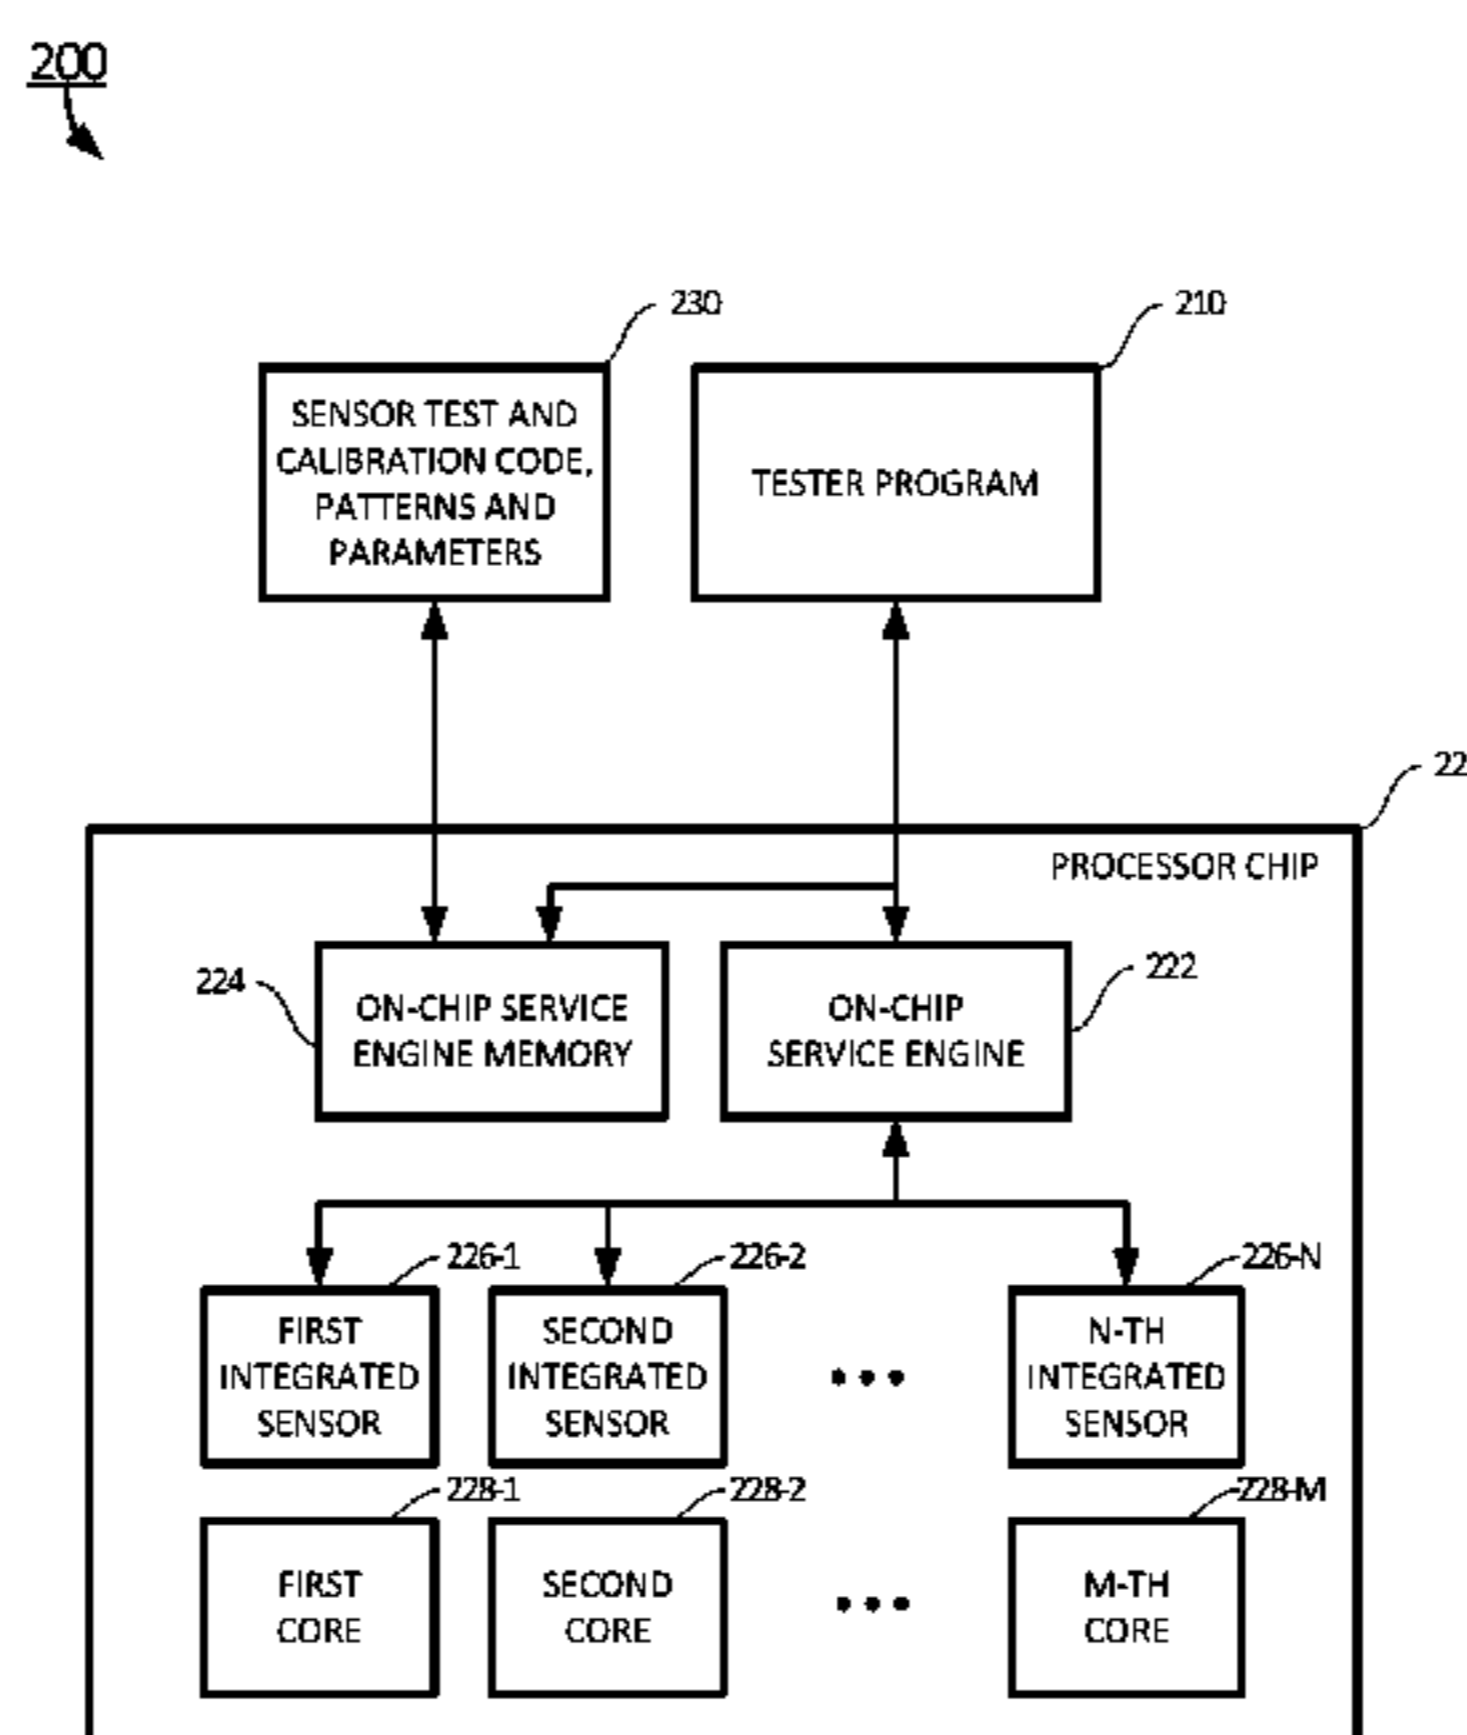 200
230
210
SENSOR TEST AND
CALIBRATION CODE,
PATTERNS AND
PARAMETERS
TESTER PROGRAM
22
PROCESSOR CHIP
224
222
ON-CHIP SERVICE
ENGINE MEMORY
ON-CHIP
SERVICE ENGINE
226-1
226-2
226-N
FIRST
INTEGRATED
SENSOR
SECOND
INTEGRATED
SENSOR
N-TH
INTEGRATED
SENSOR
228-1
228-2
228-M
FIRST
CORE
SECOND
CORE
M-TH
CORE